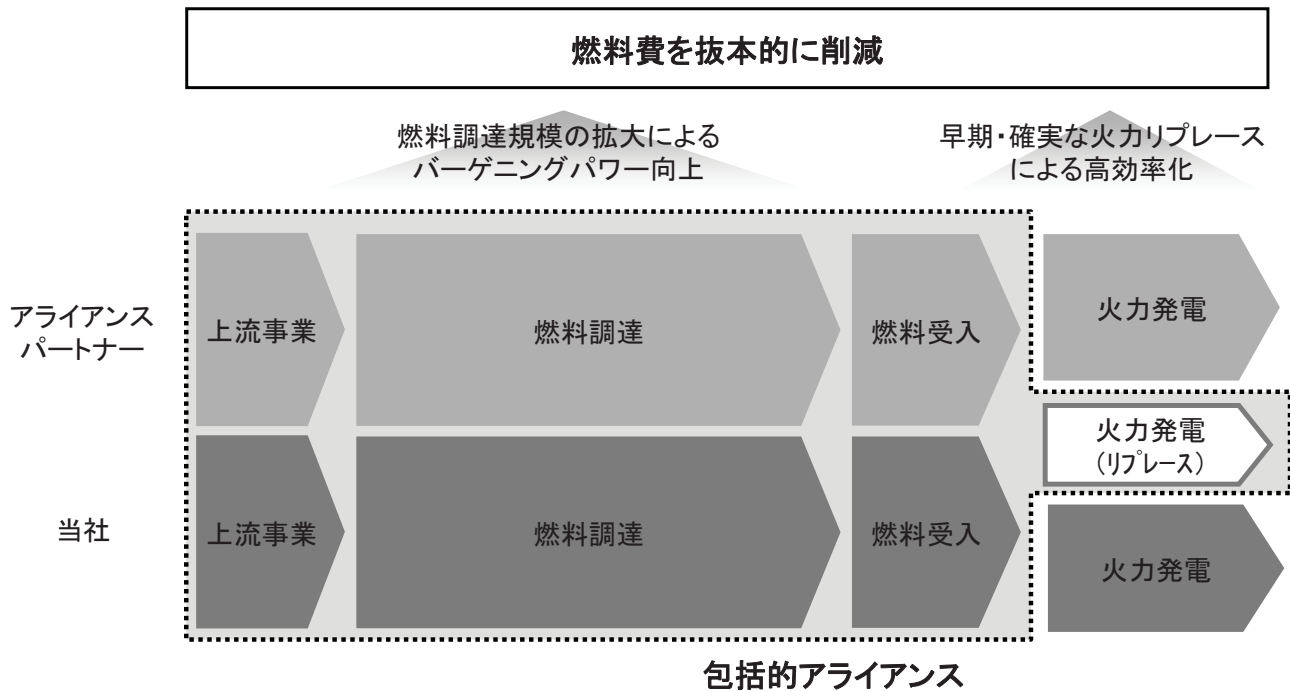 燃料費を抜本的に削減
燃料調達規模の拡大による
バーゲニングパワー向上
早期・確実な火力リプレース
による高効率化
アライアンス
パートナー
上流事業
燃料調達
燃料受入
火力発電
火力発電
（リプレース）
当社
上流事業
燃料調達
燃料受入
火力発電
包括的アライアンス